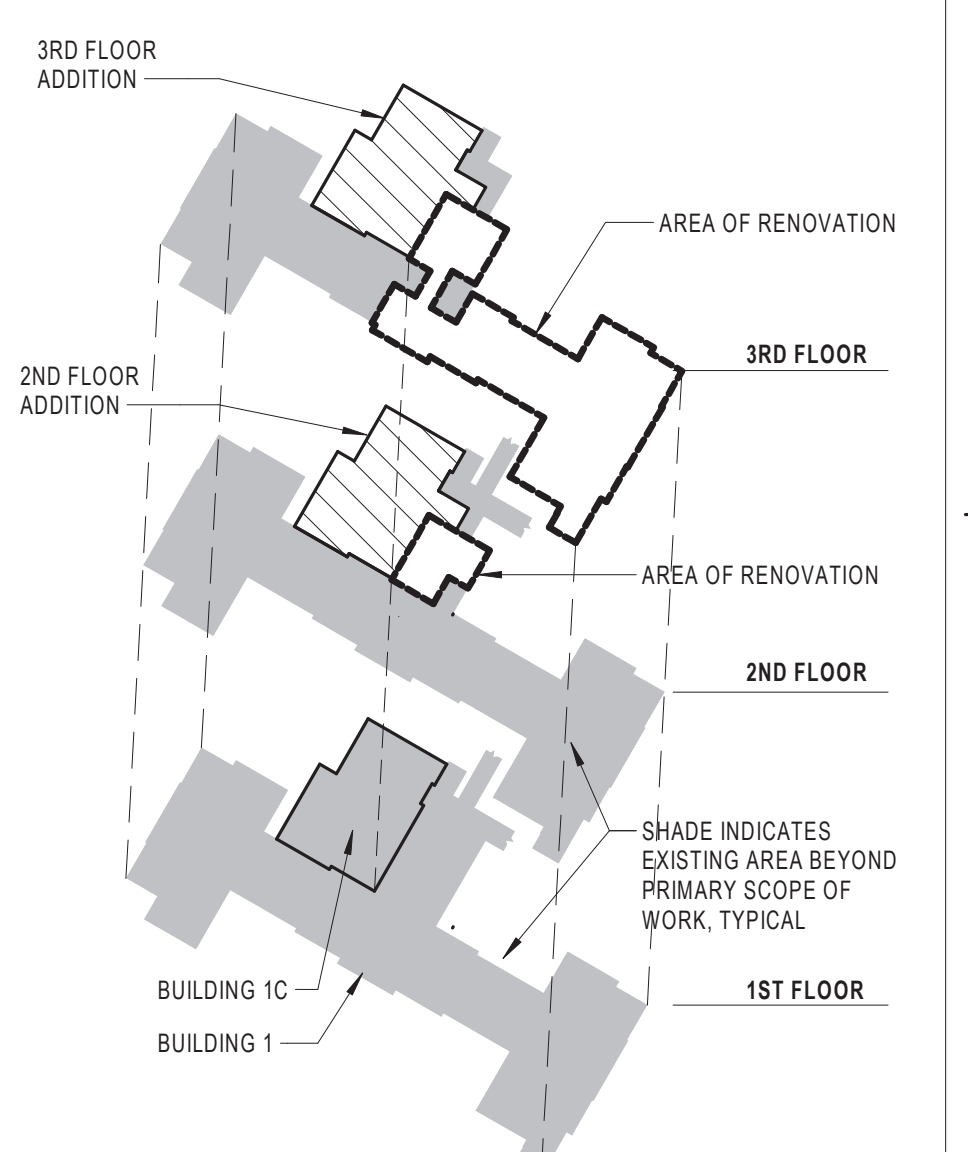 3RD FLOOR
ADDITION
AREA OF RENOVATION
3RD FLOOR
2ND FLOOR
ADDITION
AREA OF RENOVATION
2ND FLOOR
SHADE INDICATES
EXISTING AREA BEYOND
PRIMARY SCOPE OF
WORK, TYPICAL
BUILDING 1C
1ST FLOOR
BUILDING 1